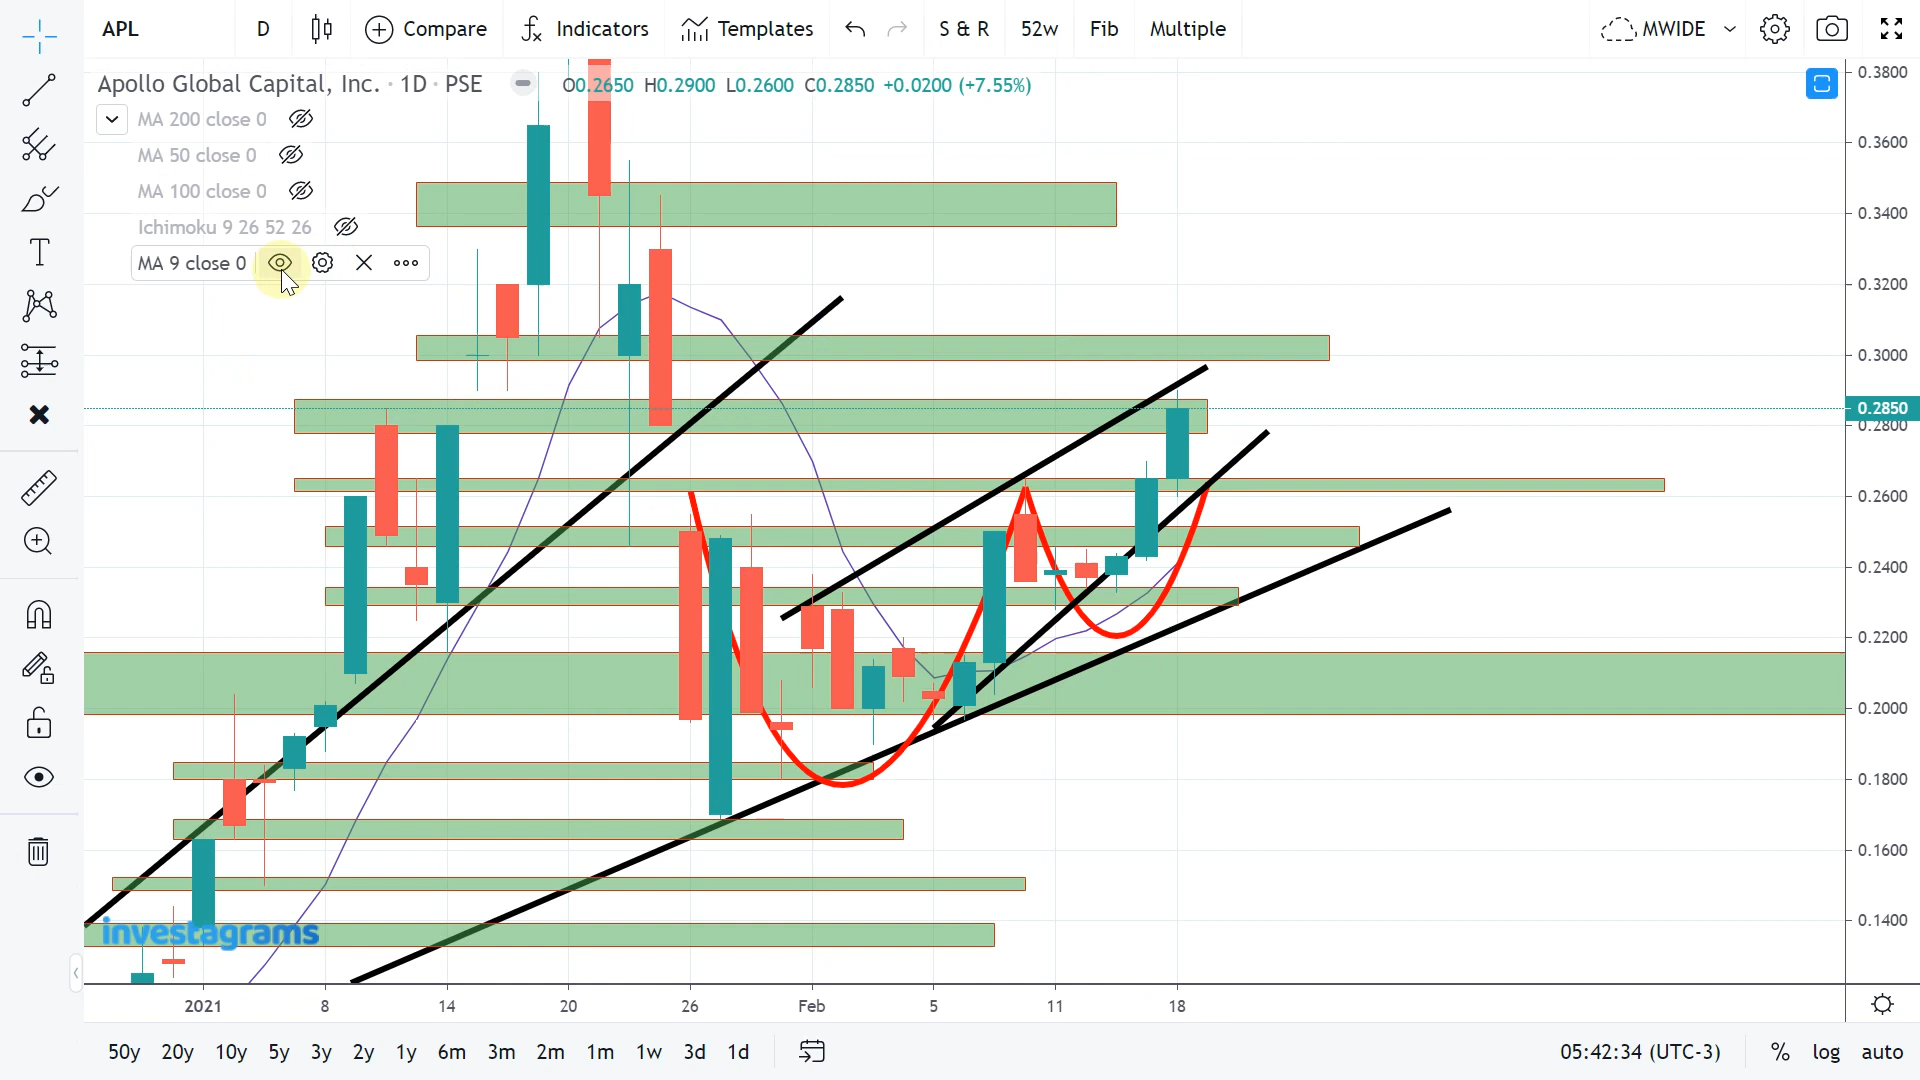 APL D Compare Indicators Templates S & R 52w Fib Multiple MWIDE
Apollo Global Capital, Inc. · 1D · PSE O0.2650 H0.2900 L0.2600 C0.2850 +0.0200 (+7.55%)
MA 200 close 0
MA 50 close 0
MA 100 close 0
Ichimoku 9 26 52 26
MA 9 close 0
0.3800
0.3600
0.3400
0.3200
0.3000
0.2850
0.2800
0.2600
0.2400
0.2200
0.2000
0.1800
0.1600
0.1400
investagrams
2021 8 14 20 26 Feb 5 11 18
50y 20y 10y 5y 3y 2y 1y 6m 3m 2m 1m 1w 3d 1d 05:42:34 (UTC-3) % log auto